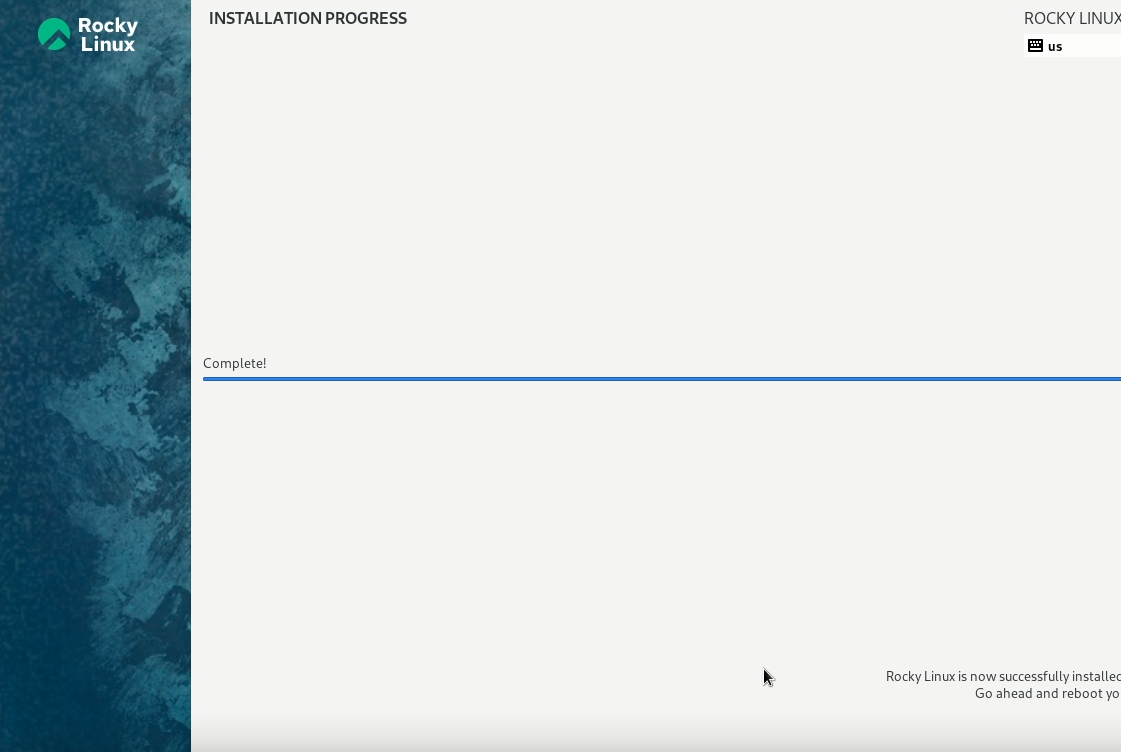 Rocky
Linux
INSTALLATION PROGRESS
ROCKY LINUX
us
Complete!
Rocky Linux is now successfully installed
Go ahead and reboot yo